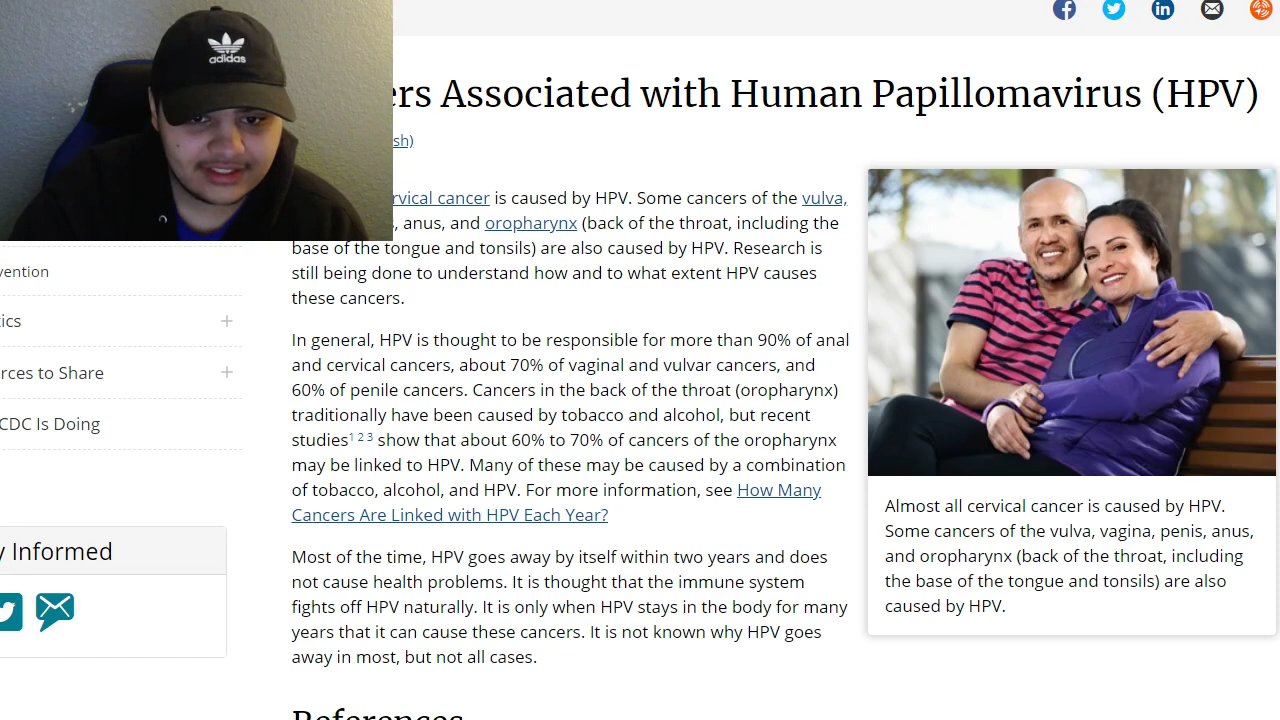 adidas
ers Associated with Human Papillomavirus (HPV)
sh)
rvical cancer is caused by HPV. Some cancers of the vulva,
, anus, and oropharynx (back of the throat, including the
base of the tongue and tonsils) are also caused by HPV. Research is
still being done to understand how and to what extent HPV causes
these cancers.
In general, HPV is thought to be responsible for more than 90% of anal
and cervical cancers, about 70% of vaginal and vulvar cancers, and
60% of penile cancers. Cancers in the back of the throat (oropharynx)
traditionally have been caused by tobacco and alcohol, but recent
studies1 2 3 show that about 60% to 70% of cancers of the oropharynx
may be linked to HPV. Many of these may be caused by a combination
of tobacco, alcohol, and HPV. For more information, see How Many
Cancers Are Linked with HPV Each Year?
Most of the time, HPV goes away by itself within two years and does
not cause health problems. It is thought that the immune system
fights off HPV naturally. It is only when HPV stays in the body for many
years that it can cause these cancers. It is not known why HPV goes
away in most, but not all cases.
References
Almost all cervical cancer is caused by HPV.
Some cancers of the vulva, vagina, penis, anus,
and oropharynx (back of the throat, including
the base of the tongue and tonsils) are also
caused by HPV.
vention
tics
rces to Share
CDC Is Doing
y Informed